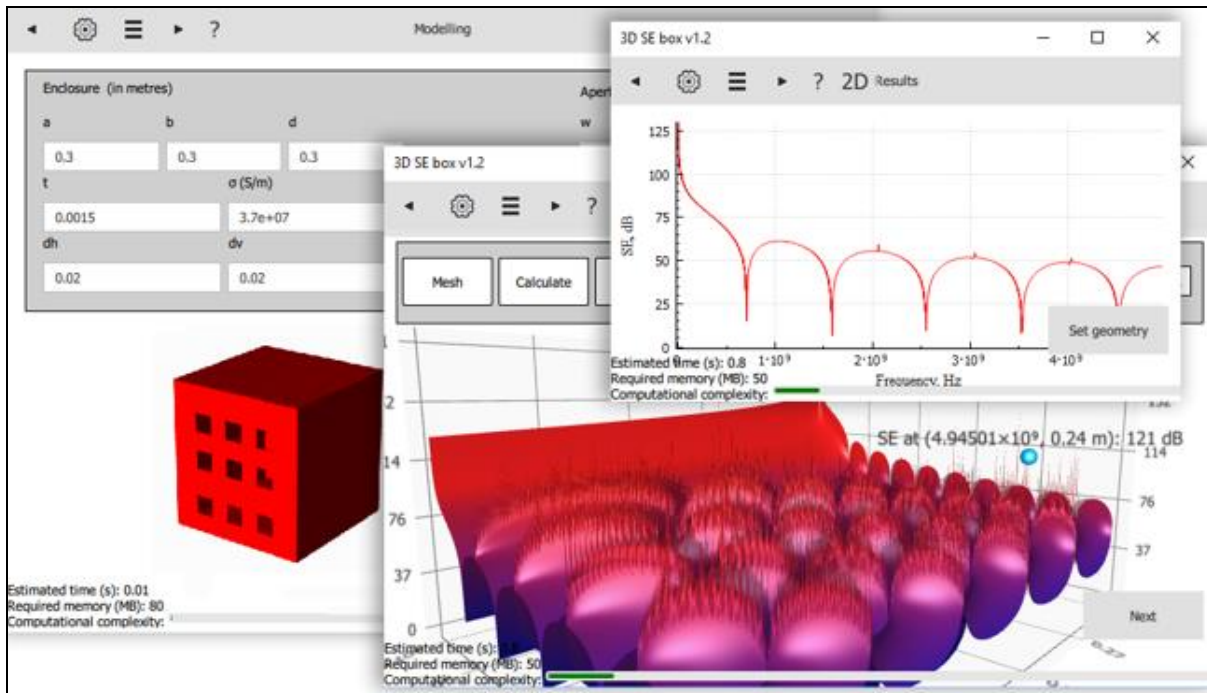 Modelling
?
Enclosure (in metres)
a b d
0.3 0.3 0.3
t σ (S/m)
0.0015 3.7e+07
dh dv
0.02 0.02
w
Estimated time (s): 0.01
Required memory (MB): 80
Computational complexity:
3D SE box v1.2
?
Mesh Calculate
14
76
37
0
SE at (4.94501×10⁹, 0.24 m): 121 dB
114
76
37
0.27
Next
Estimated time (s):
Required memory (MB): 50
Computational complexity:
3D SE box v1.2
? 2D Results
125
100
75
50
25
0
SE, dB
1·10⁹ 2·10⁹ 3·10⁹ 4·10⁹
Frequency, Hz
Set geometry
Estimated time (s): 0.8
Required memory (MB): 50
Computational complexity: